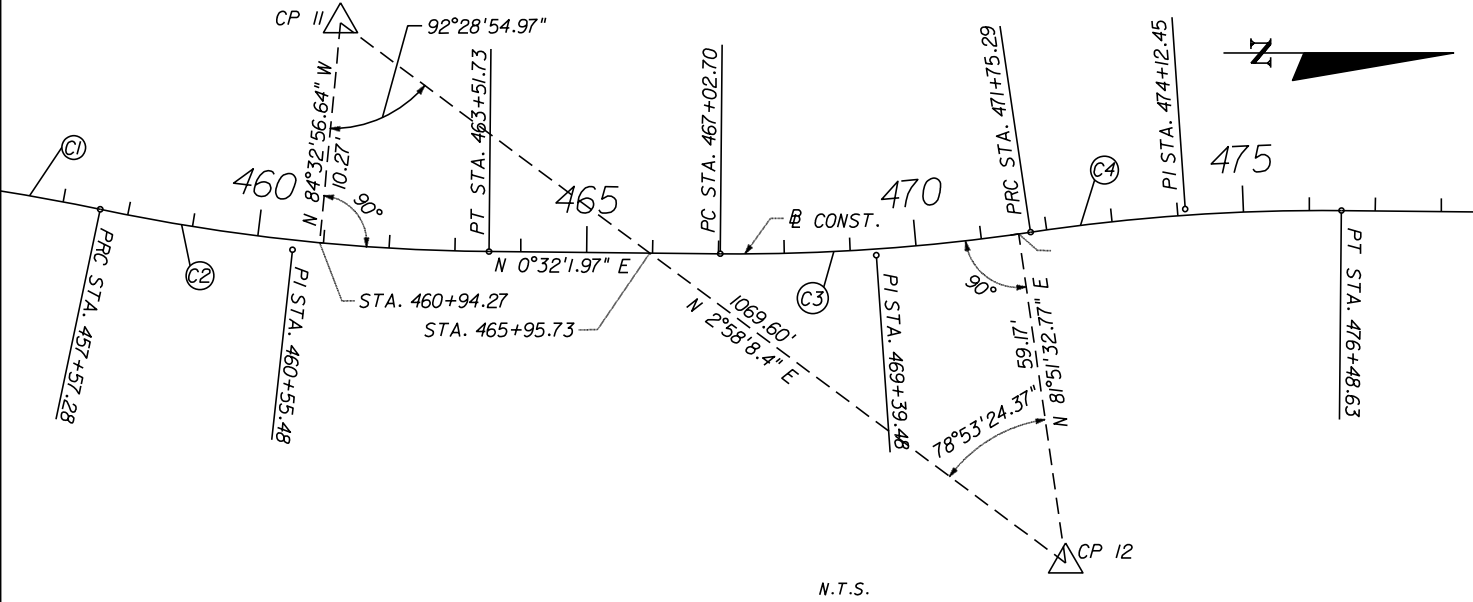 CP 11
92°28'54.97"
N 84°32'56.64" W
10.27'
90°
PT STA. 463+51.73
PC STA. 467+02.70
PRC STA. 471+75.29
PI STA. 474+12.45
N
C1
C2
C3
C4
460
465
470
475
PRC STA. 457+57.28
PI STA. 460+55.48
STA. 460+94.27
N 0°32'1.97" E
STA. 465+95.73
B CONST.
1069.60'
N 2°58'8.4" E
PI STA. 469+39.48
90°
59.17'
N 81°51'32.77" E
78°53'24.37"
PT STA. 476+48.63
CP 12
N.T.S.